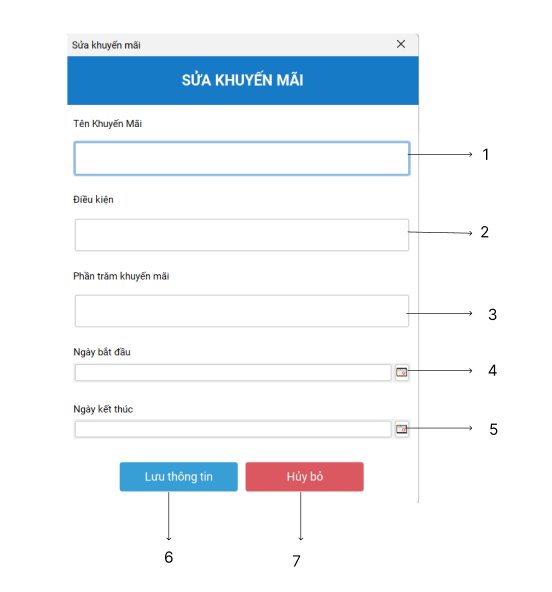 Sửa khuyến mãi
SỬA KHUYẾN MÃI
Tên Khuyến Mãi
1
Điều kiện
2
Phần trăm khuyến mãi
3
Ngày bắt đầu
4
Ngày kết thúc
5
Lưu thông tin
Hủy bỏ
6
7